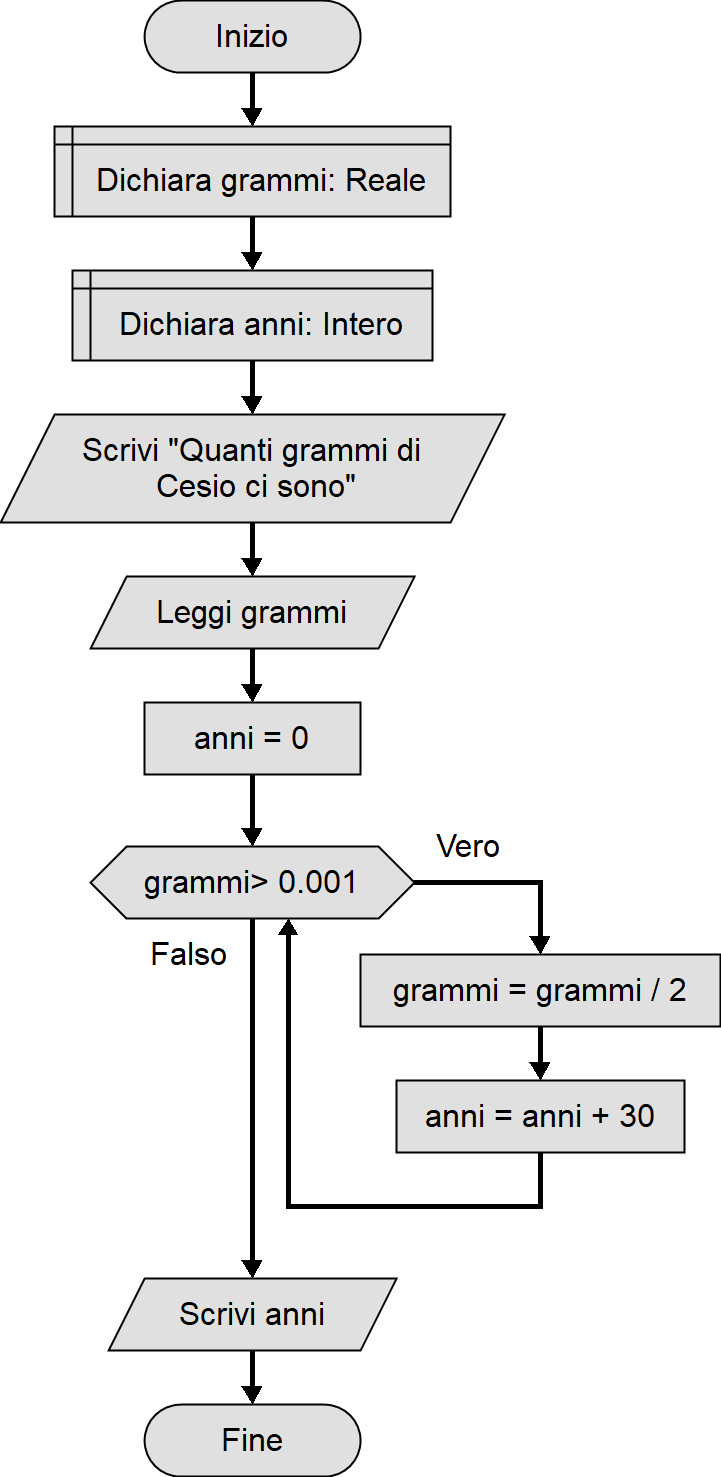 Inizio
Dichiara grammi: Reale
Dichiara anni: Intero
Scrivi "Quanti grammi di
Cesio ci sono"
Leggi grammi
anni = 0
grammi> 0.001
Vero
Falso
grammi = grammi / 2
anni = anni + 30
Scrivi anni
Fine